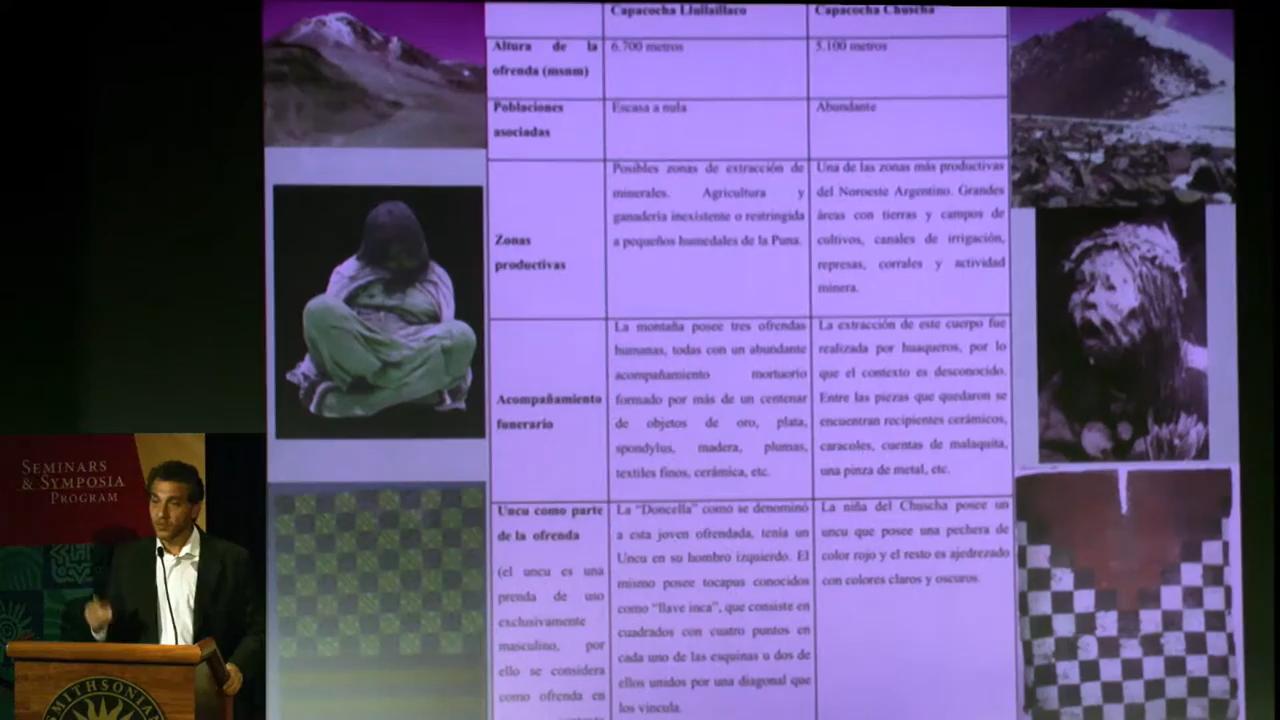 Capacocha Llullaillaco
Capacocha Chuscha
Altura de la
ofrenda (msnm)
6.700 metros
5.100 metros
Poblaciones
asociadas
Escasa a nula
Abundante
Zonas
productivas
Posibles zonas de extracción de
minerales. Agricultura y
ganadería inexistente o restringida
a pequeños humedales de la Puna.
Una de las zonas más productivas
del Noroeste Argentino. Grandes
áreas con tierras y campos de
cultivos, canales de irrigación,
represas, corrales y actividad
minera.
Acompañamiento
funerario
La montaña posee tres ofrendas
humanas, todas con un abundante
acompañamiento mortuorio
formado por más de un centenar
de objetos de oro, plata,
spondylus, madera, plumas,
textiles finos, cerámica, etc.
La extracción de este cuerpo fue
realizada por huaqueros, por lo
que el contexto es desconocido.
Entre las piezas que quedaron se
encuentran recipientes cerámicos,
caracoles, cuentas de malaquita,
una pinza de metal, etc.
Uncu como parte
de la ofrenda
(el uncu es una
prenda de uso
exclusivamente
masculino, por
ello se considera
como ofrenda en
La "Doncella" como se denominó
a esta joven ofrendada, tenía un
Uncu en su hombro izquierdo. El
mismo posee tocapus conocidos
como "llave inca", que consiste en
cuadrados con cuatro puntos en
cada uno de las esquinas u dos de
ellos unidos por una diagonal que
los vincula.
La niña del Chuscha posee un
uncu que posee una pechera de
color rojo y el resto es ajedrezado
con colores claros y oscuros.
SEMINARS
& SYMPOSIA
PROGRAM
SMITHSONIAN